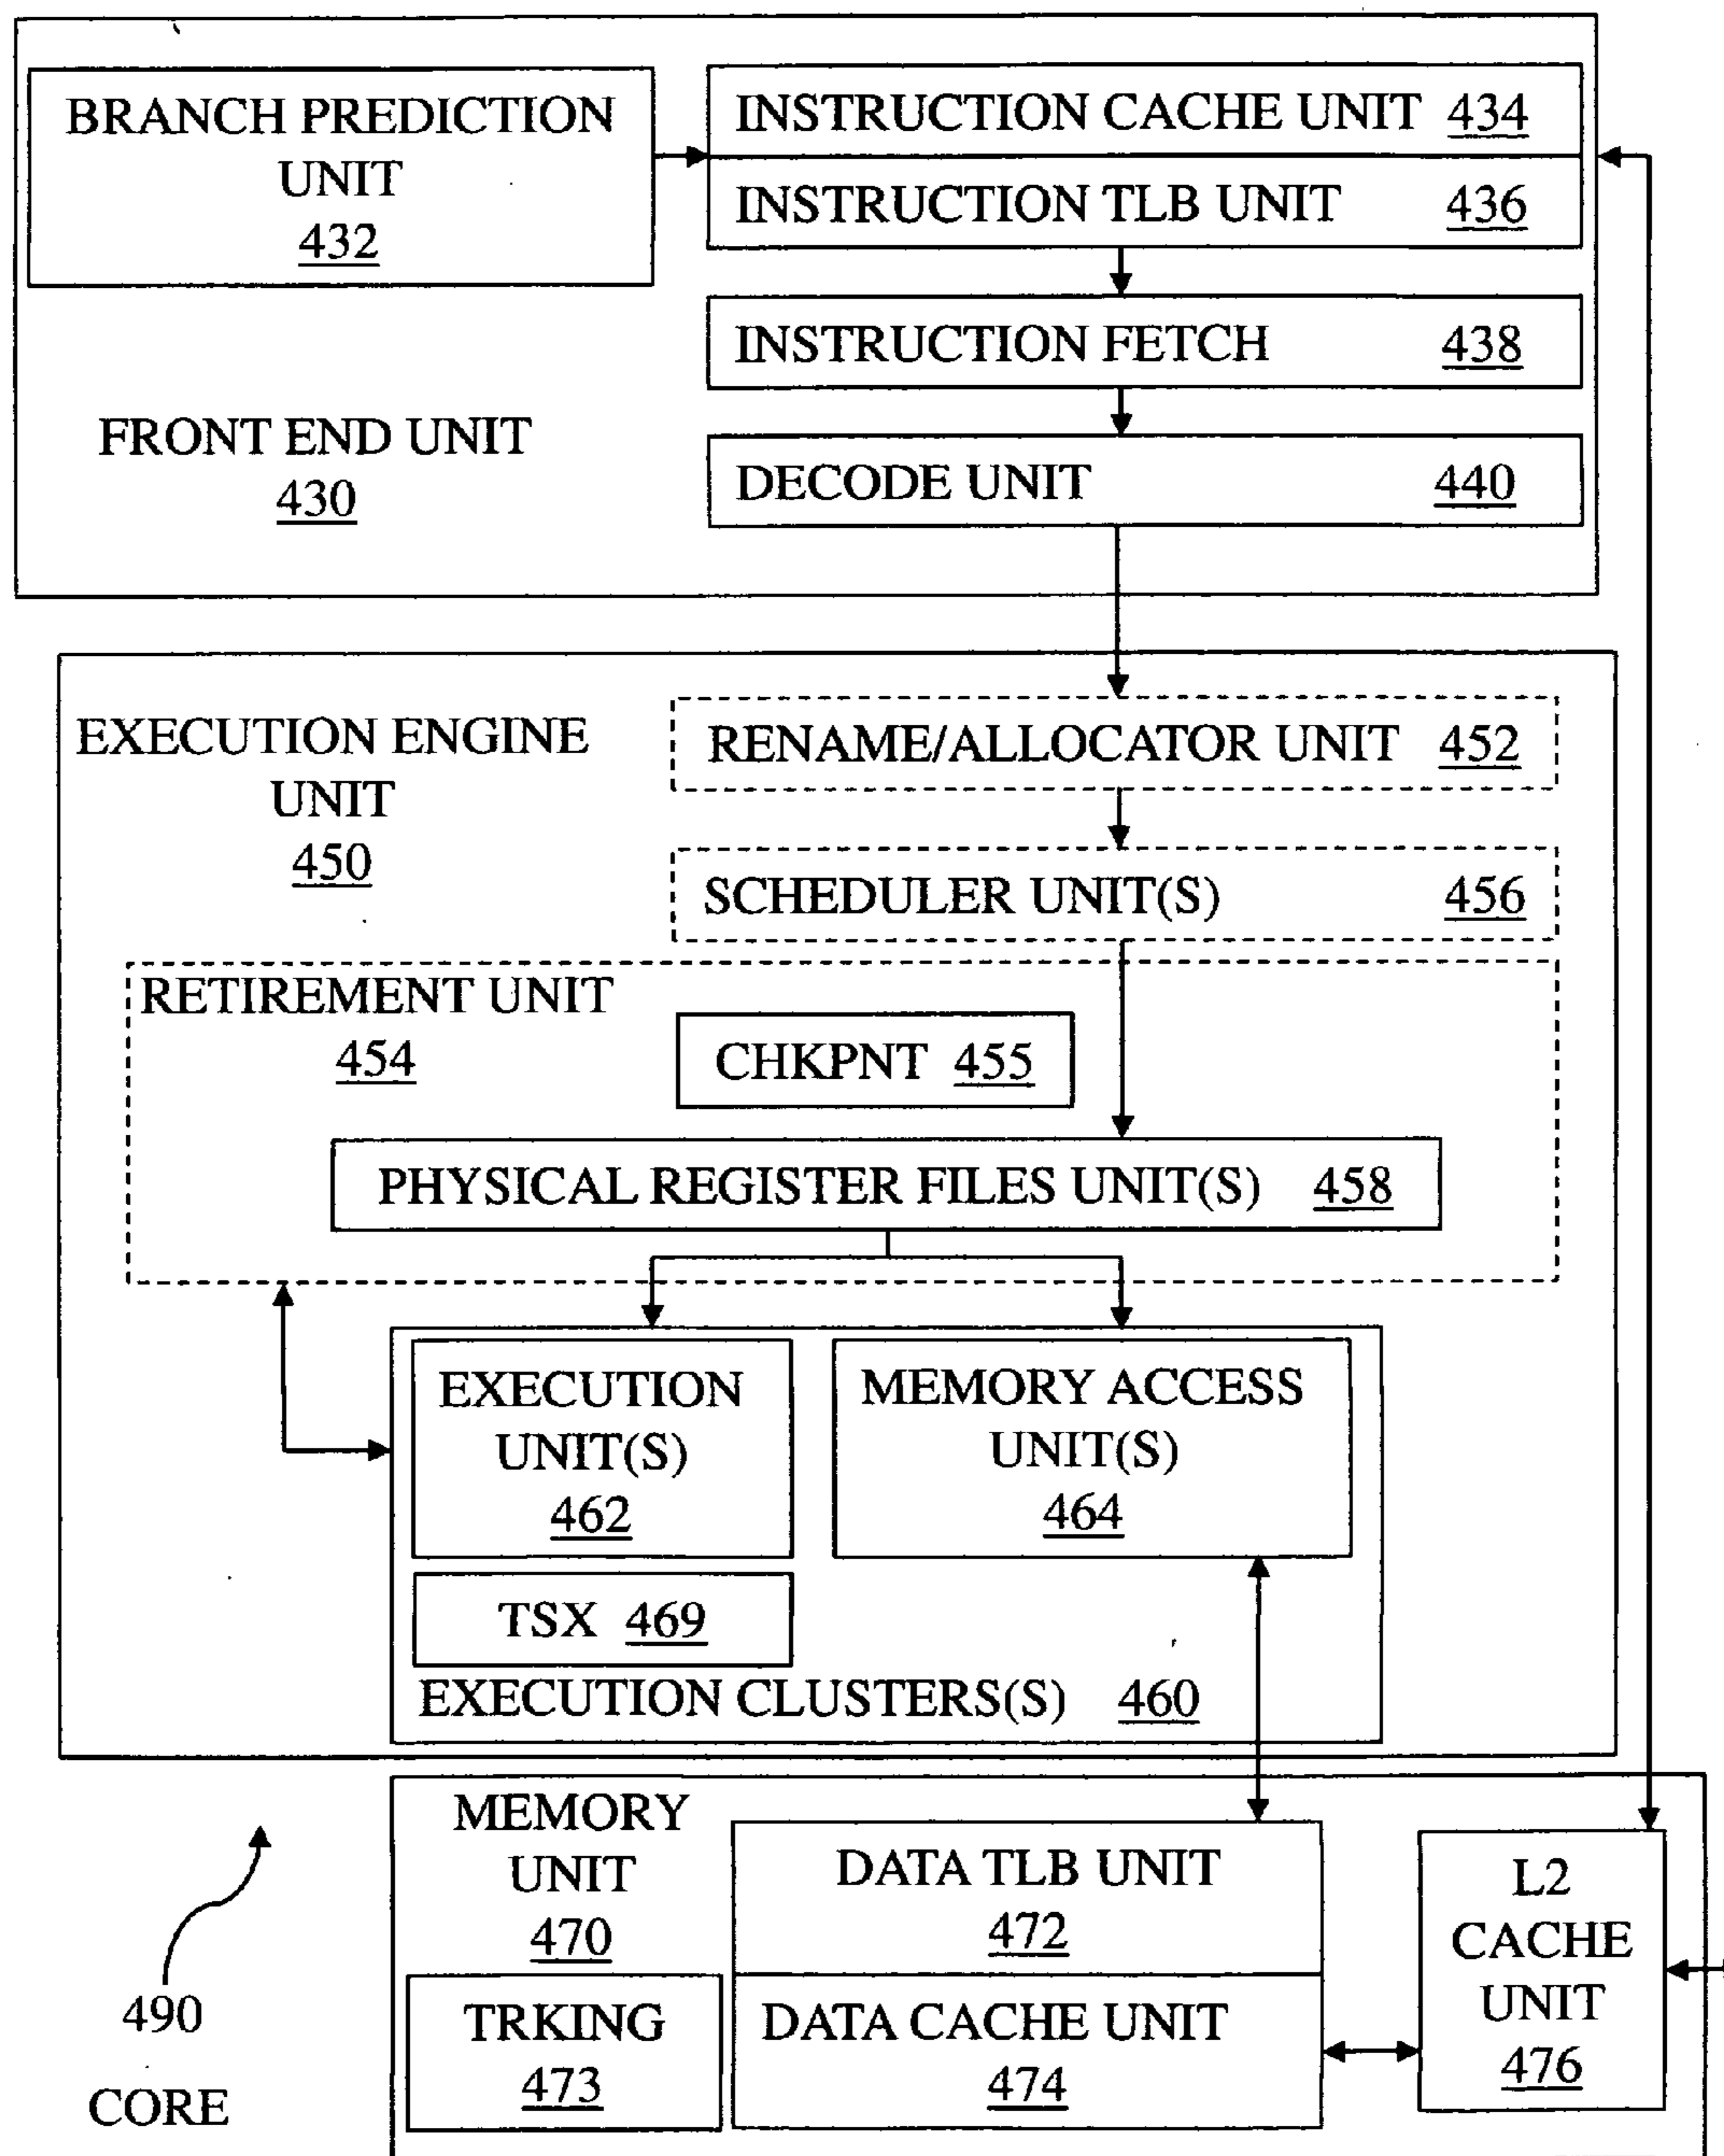 BRANCH PREDICTION
UNIT
432
INSTRUCTION CACHE UNIT 434
INSTRUCTION TLB UNIT 436
INSTRUCTION FETCH 438
FRONT END UNIT
430
DECODE UNIT 440
EXECUTION ENGINE
UNIT
450
RENAME/ALLOCATOR UNIT 452
SCHEDULER UNIT(S) 456
RETIREMENT UNIT
454
CHKPNT 455
PHYSICAL REGISTER FILES UNIT(S) 458
EXECUTION
UNIT(S)
462
MEMORY ACCESS
UNIT(S)
464
TSX 469
EXECUTION CLUSTERS(S) 460
MEMORY
UNIT
470
DATA TLB UNIT
472
L2
CACHE
UNIT
476
TRKING
473
DATA CACHE UNIT
474
490
CORE